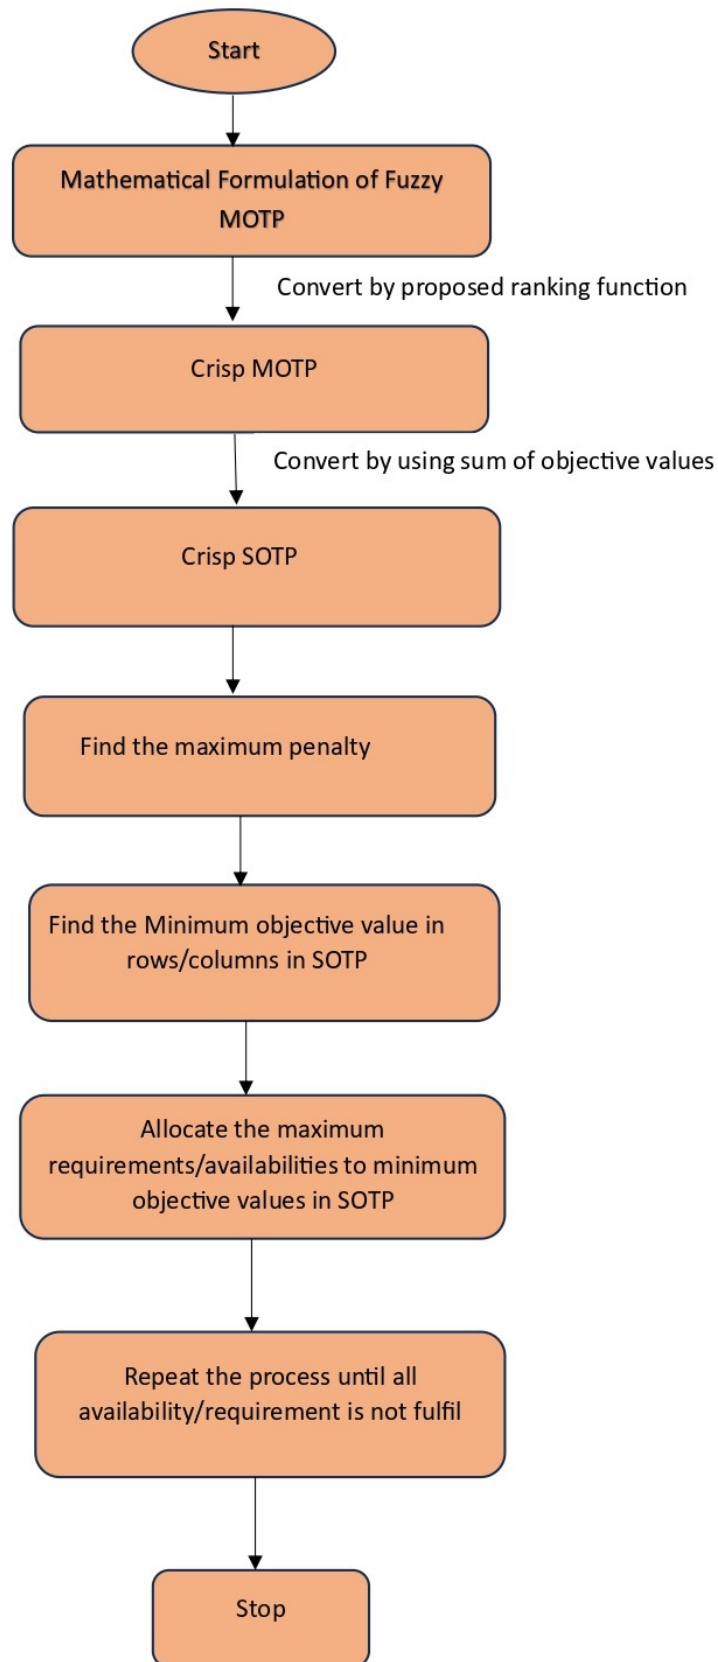 Start
Mathematical Formulation of Fuzzy
MOTP
Convert by proposed ranking function
Crisp MOTP
Convert by using sum of objective values
Crisp SOTP
Find the maximum penalty
Find the Minimum objective value in
rows/columns in SOTP
Allocate the maximum
requirements/availabilities to minimum
objective values in SOTP
Repeat the process until all
availability/requirement is not fulfil
Stop